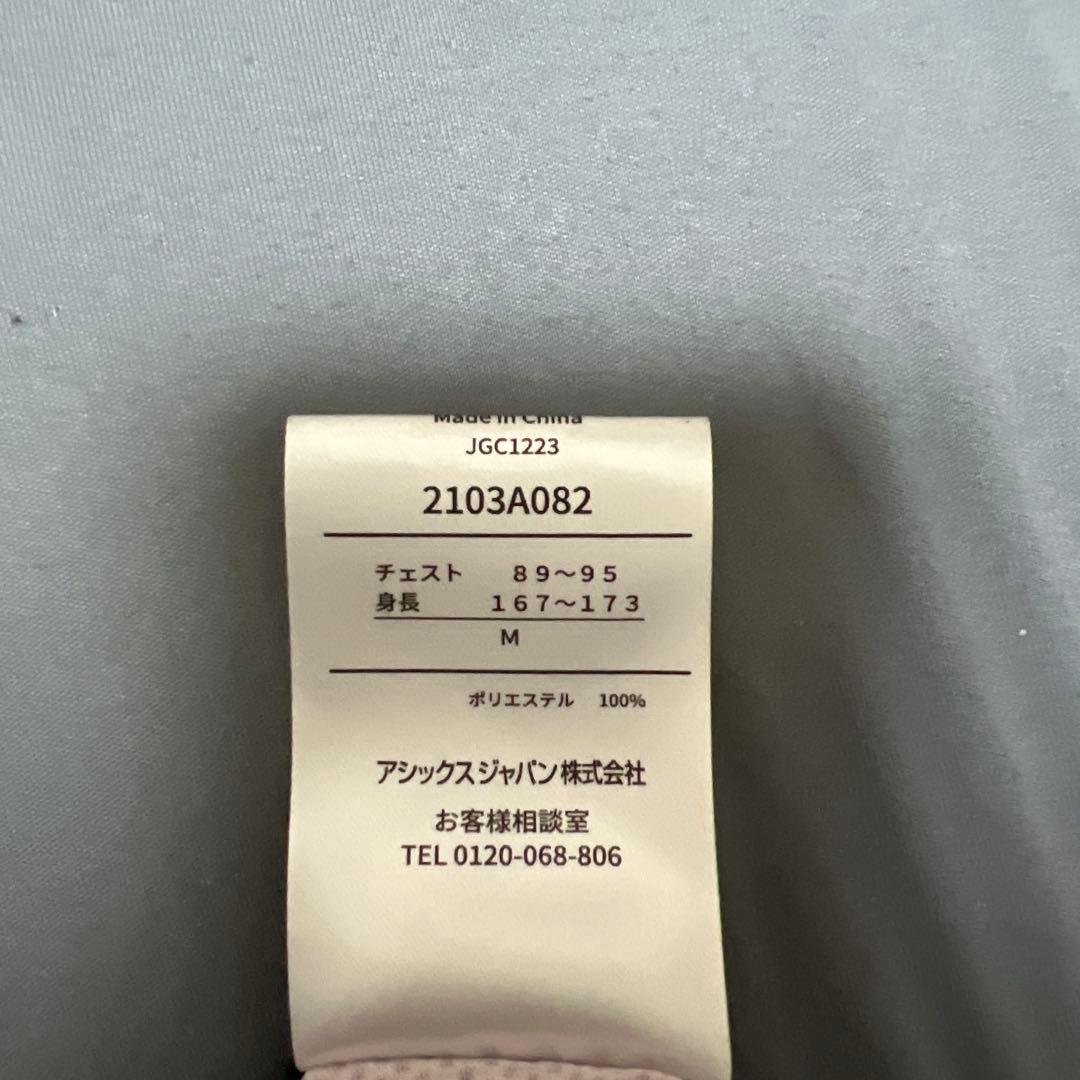 Made in China
JGC1223
2103A082
チェスト 89～95
身長 167～173
M
ポリエステル 100%
アシックスジャパン株式会社
お客様相談室
TEL 0120-068-806